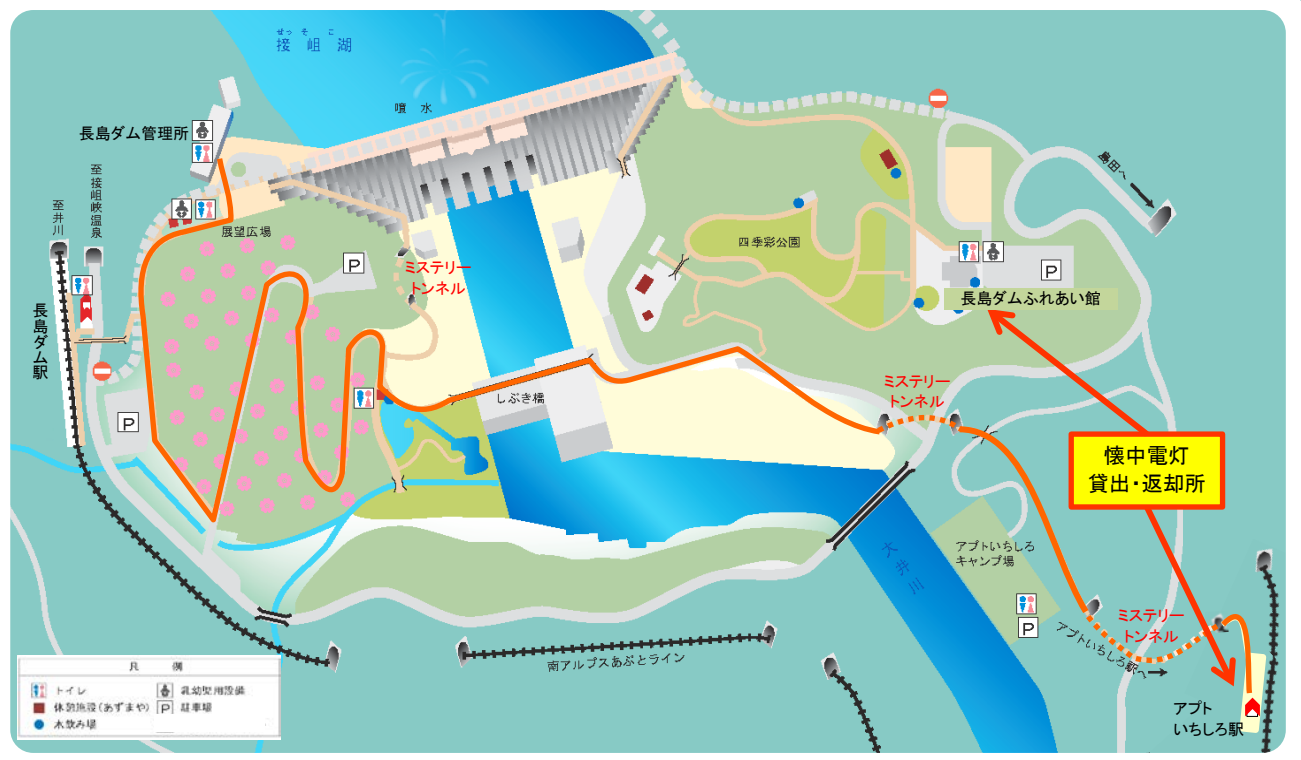 せっそこ
接岨湖
噴水
長島ダム管理所
至接岨峡温泉
至井川
展望広場
P
ミステリー
トンネル
四季彩公園
島田へ
P
長島ダムふれあい館
長島ダム駅
P
しぶき橋
ミステリー
トンネル
懐中電灯
貸出・返却所
大井川
アプトいちしろ
キャンプ場
P
ミステリー
トンネル
アプトいちしろ駅へ
南アルプスあぷとライン
アプト
いちしろ駅
凡例
トイレ
乳幼児用設備
休憩施設(あずまや)
P 駐車場
水飲み場